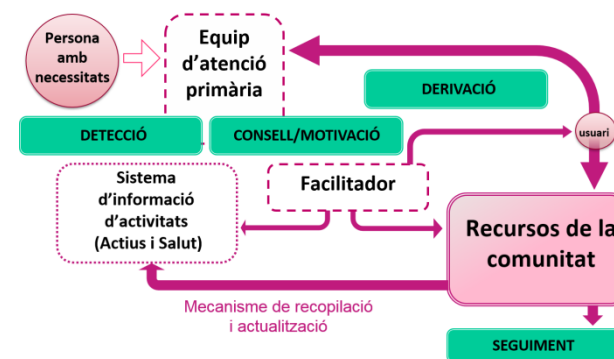 Persona
amb
necessitats
Equip
d'atenció
primària
DERIVACIÓ
usuari
DETECCIÓ
CONSELL/MOTIVACIÓ
Sistema
d'informació
d'activitats
(Actius i Salut)
Facilitador
Recursos de la
comunitat
Mecanisme de recopilació
i actualització
SEGUIMENT